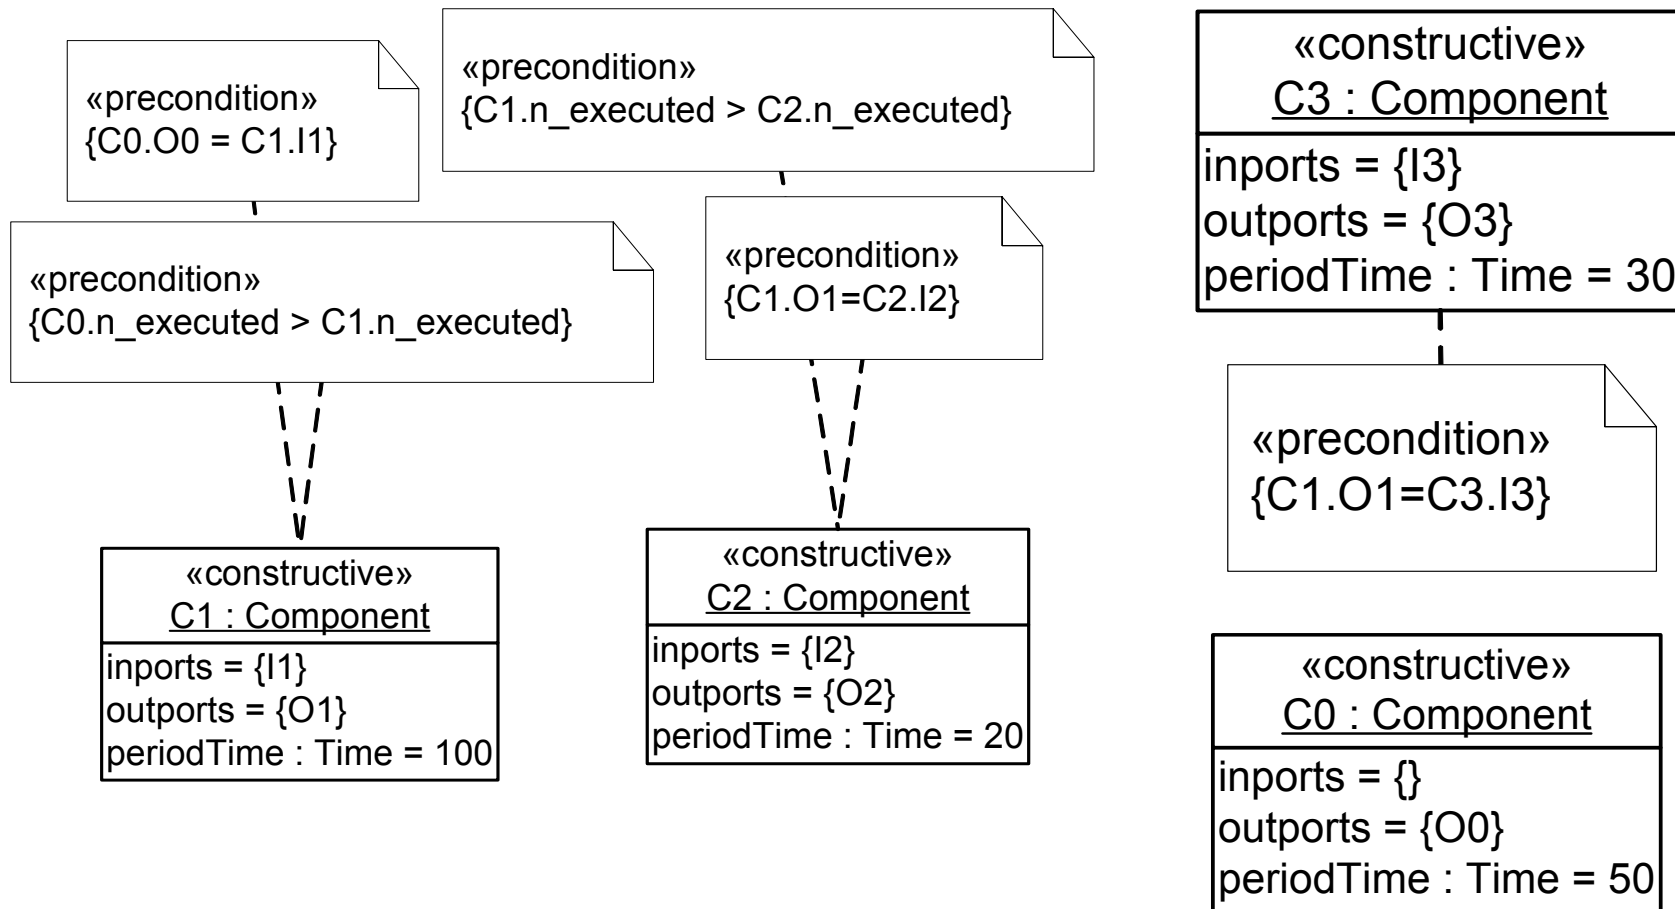 «precondition»
{C0.O0 = C1.I1}
«precondition»
{C1.n_executed > C2.n_executed}
«constructive»
C3 : Component
inports = {I3}
outports = {O3}
periodTime : Time = 30
«precondition»
{C0.n_executed > C1.n_executed}
«precondition»
{C1.O1=C2.I2}
«precondition»
{C1.O1=C3.I3}
«constructive»
C1 : Component
inports = {I1}
outports = {O1}
periodTime : Time = 100
«constructive»
C2 : Component
inports = {I2}
outports = {O2}
periodTime : Time = 20
«constructive»
C0 : Component
inports = {}
outports = {O0}
periodTime : Time = 50